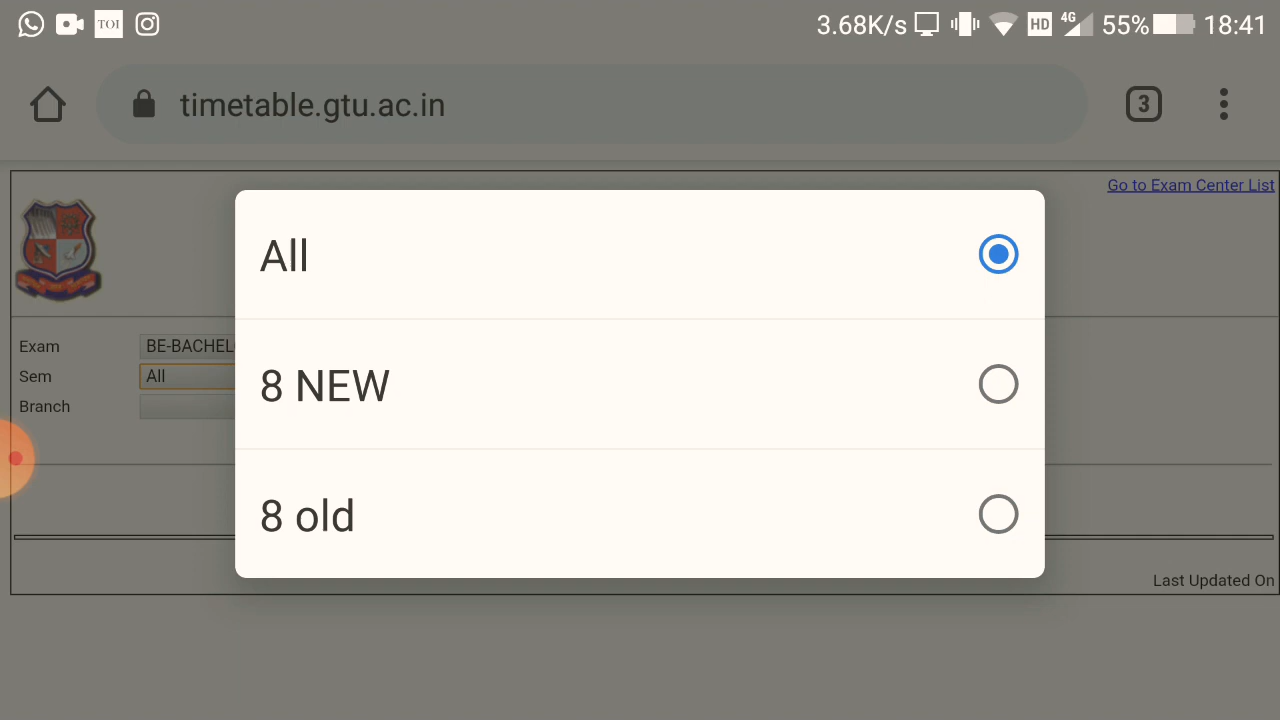 TOI
3.68K/s HD 4G 55% 18:41
timetable.gtu.ac.in
3
Go to Exam Center List
All
8 NEW
8 old
Exam BE-BACHEL
Sem All
Branch
Last Updated On